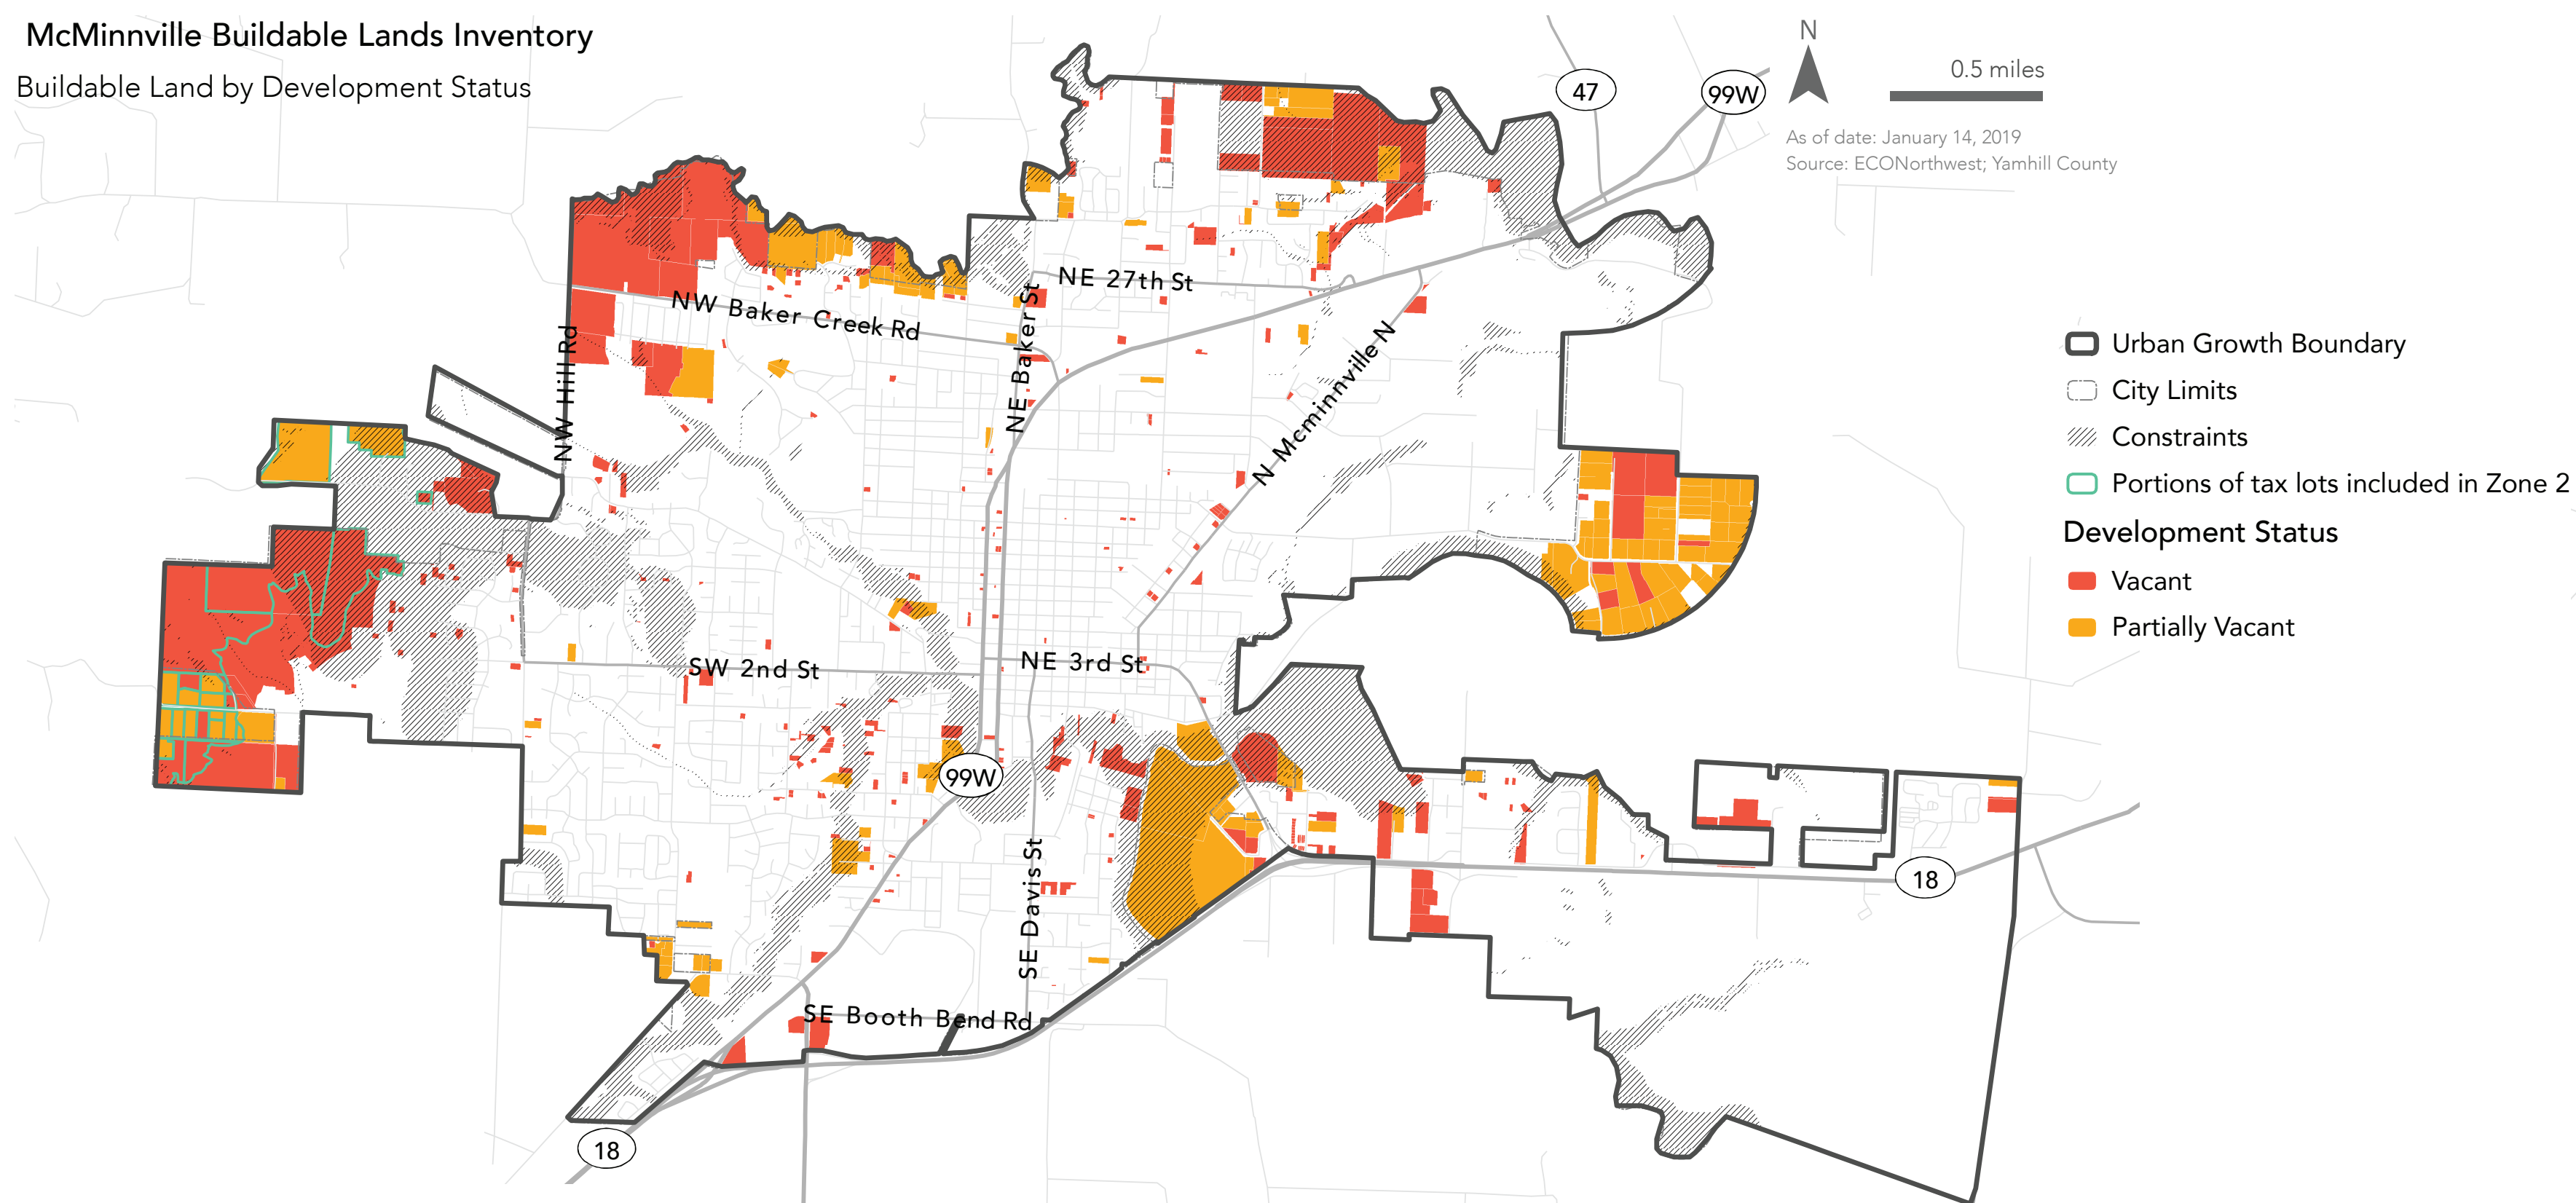 McMinnville Buildable Lands Inventory
Buildable Land by Development Status
N
0.5 miles
As of date: January 14, 2019
Source: ECONorthwest; Yamhill County
47
99W
NE 27th St
NW Baker Creek Rd
NW Hill Rd
NE Baker St
N Mcminnville N
Urban Growth Boundary
City Limits
Constraints
Portions of tax lots included in Zone 2
Development Status
Vacant
Partially Vacant
SW 2nd St
NE 3rd St
99W
SE Davis St
18
SE Booth Bend Rd
18